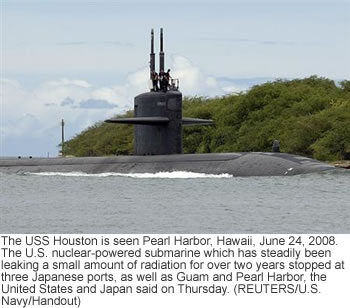 The USS Houston is seen Pearl Harbor, Hawaii, June 24, 2008.
The U.S. nuclear-powered submarine which has steadily been
leaking a small amount of radiation for over two years stopped at
three Japanese ports, as well as Guam and Pearl Harbor, the
United States and Japan said on Thursday. (REUTERS/U.S.
Navy/Handout)